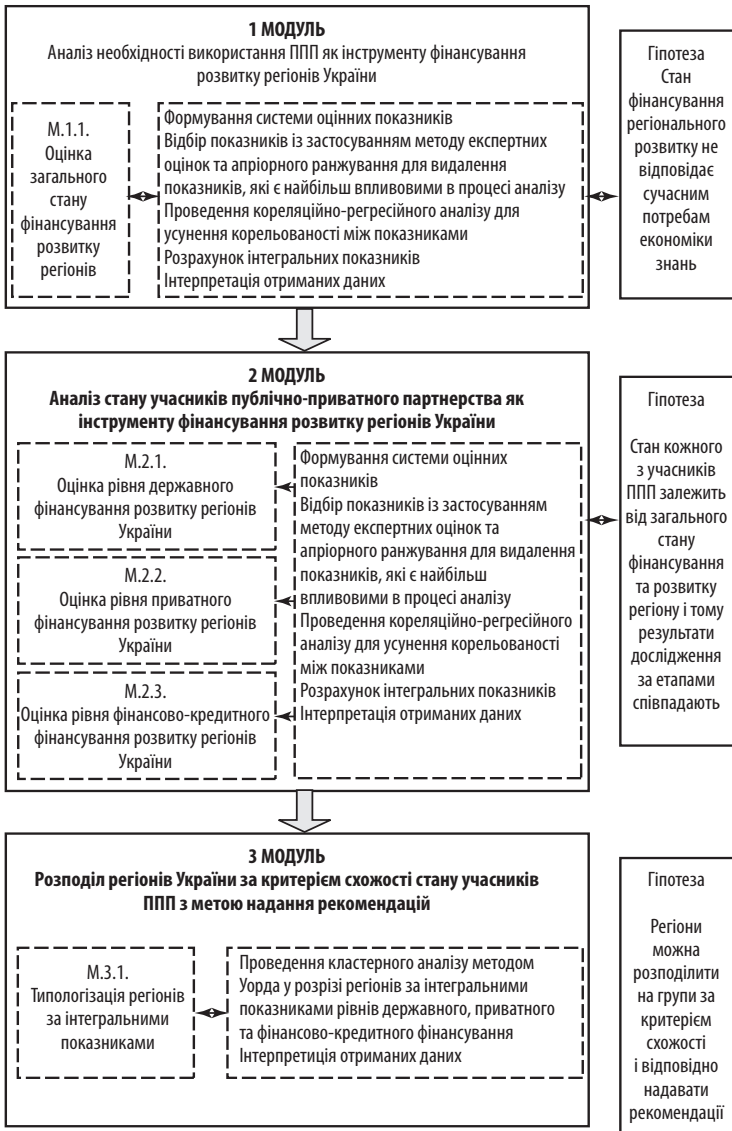 1 МОДУЛЬ
Аналіз необхідності використання ППП як інструменту фінансування
розвитку регіонів України
М.1.1.
Оцінка
загального
стану
фінансування
розвитку
регіонів
Формування системи оцінних показників
Відбір показників із застосуванням методу експертних
оцінок та апріорного ранжування для видалення
показників, які є найбільш впливовими в процесі аналізу
Проведення кореляційно-регресійного аналізу для
усунення корельованості між показниками
Розрахунок інтегральних показників
Інтерпретація отриманих даних
Гіпотеза
Стан
фінансування
регіонального
розвитку не
відповідає
сучасним
потребам
економіки
знань
2 МОДУЛЬ
Аналіз стану учасників публічно-приватного партнерства як
інструменту фінансування розвитку регіонів України
М.2.1.
Оцінка рівня державного
фінансування розвитку регіонів
України
М.2.2.
Оцінка рівня приватного
фінансування розвитку регіонів
України
М.2.3.
Оцінка рівня фінансово-кредитного
фінансування розвитку регіонів
України
Формування системи оцінних
показників
Відбір показників із застосуванням
методу експертних оцінок та
апріорного ранжування для видалення
показників, які є найбільш
впливовими в процесі аналізу
Проведення кореляційно-регресійного
аналізу для усунення корельованості
між показниками
Розрахунок інтегральних показників
Інтерпретація отриманих даних
Гіпотеза
Стан кожного
з учасників
ППП залежить
від загального
стану
фінансування
та розвитку
регіону і тому
результати
дослідження
за етапами
співпадають
3 МОДУЛЬ
Розподіл регіонів України за критерієм схожості стану учасників
ППП з метою надання рекомендацій
М.3.1.
Типологізація регіонів
за інтегральними
показниками
Проведення кластерного аналізу методом
Уорда у розрізі регіонів за інтегральними
показниками рівнів державного, приватного
та фінансово-кредитного фінансування
Інтерпретиція отриманих даних
Гіпотеза
Регіони
можна
розподілити
на групи за
критерієм
схожості
і відповідно
надавати
рекомендації